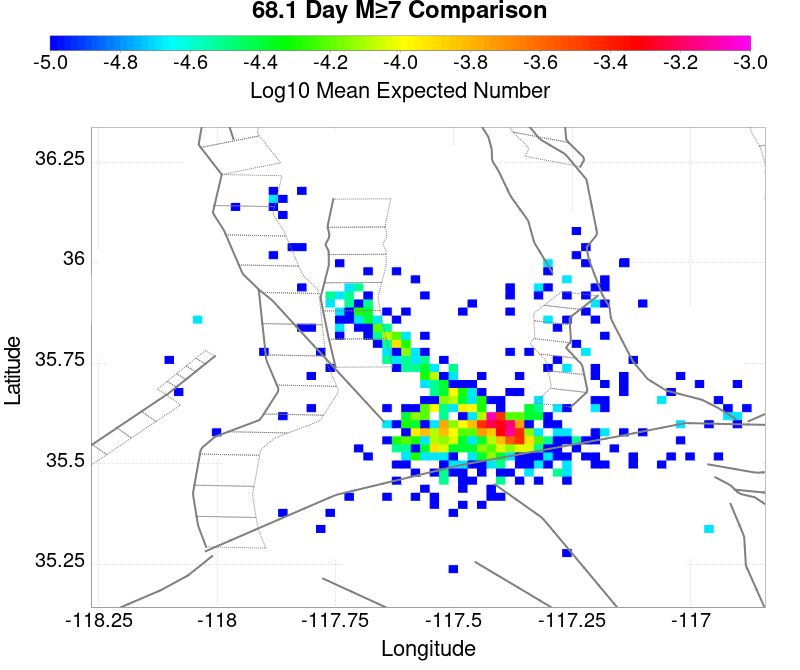 68.1 Day M≥7 Comparison
-5.0 -4.8 -4.6 -4.4 -4.2 -4.0 -3.8 -3.6 -3.4 -3.2 -3.0
Log10 Mean Expected Number
36.25
36
35.75
35.5
35.25
Latitude
-118.25 -118 -117.75 -117.5 -117.25 -117
Longitude